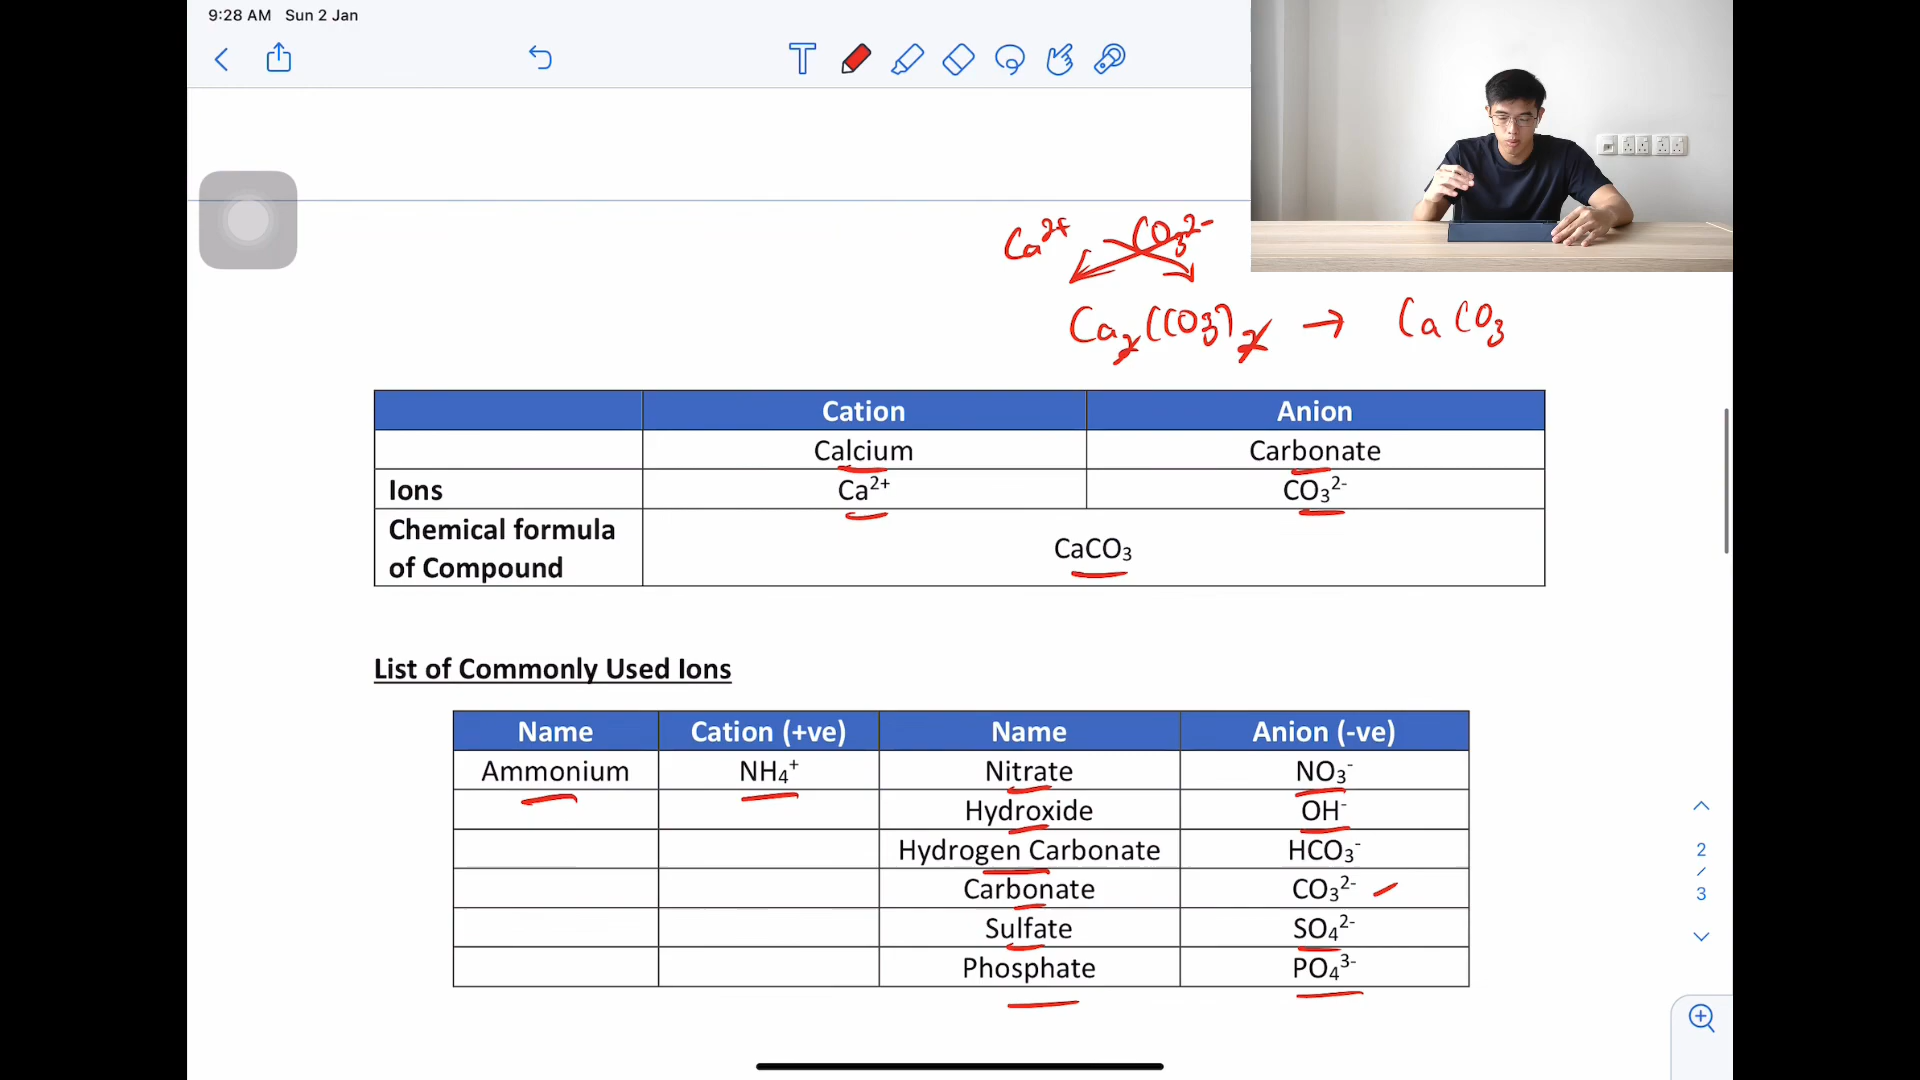 9:28 AM Sun 2 Jan
T
Ca²⁺ CO₃²⁻
Ca₂(CO₃)₂ → CaCO₃
Cation Anion
Calcium Carbonate
Ions Ca²⁺ CO₃²⁻
Chemical formula
of Compound
CaCO₃
List of Commonly Used Ions
Name Cation (+ve) Name Anion (-ve)
Ammonium NH₄⁺ Nitrate NO₃⁻
Hydroxide OH⁻
Hydrogen Carbonate HCO₃⁻
Carbonate CO₃²⁻
Sulfate SO₄²⁻
Phosphate PO₄³⁻
2
/
3